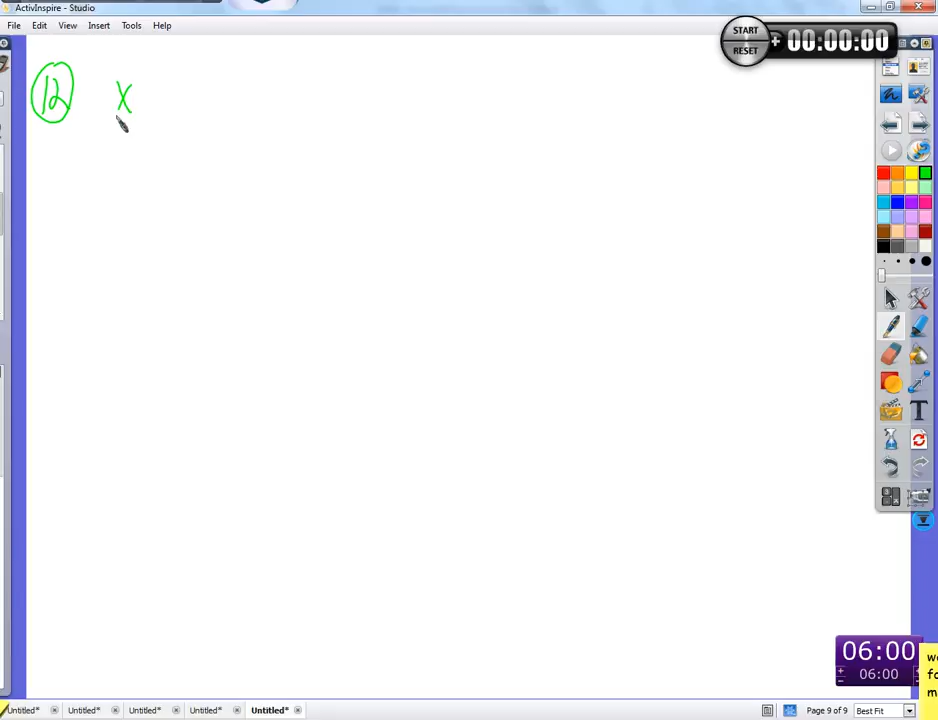 ActivInspire - Studio
File Edit View Insert Tools Help
START
RESET
+ 00:00:00
12 x
06:00
06:00
Untitled* Untitled* Untitled* Untitled* Untitled*
Page 9 of 9 Best Fit